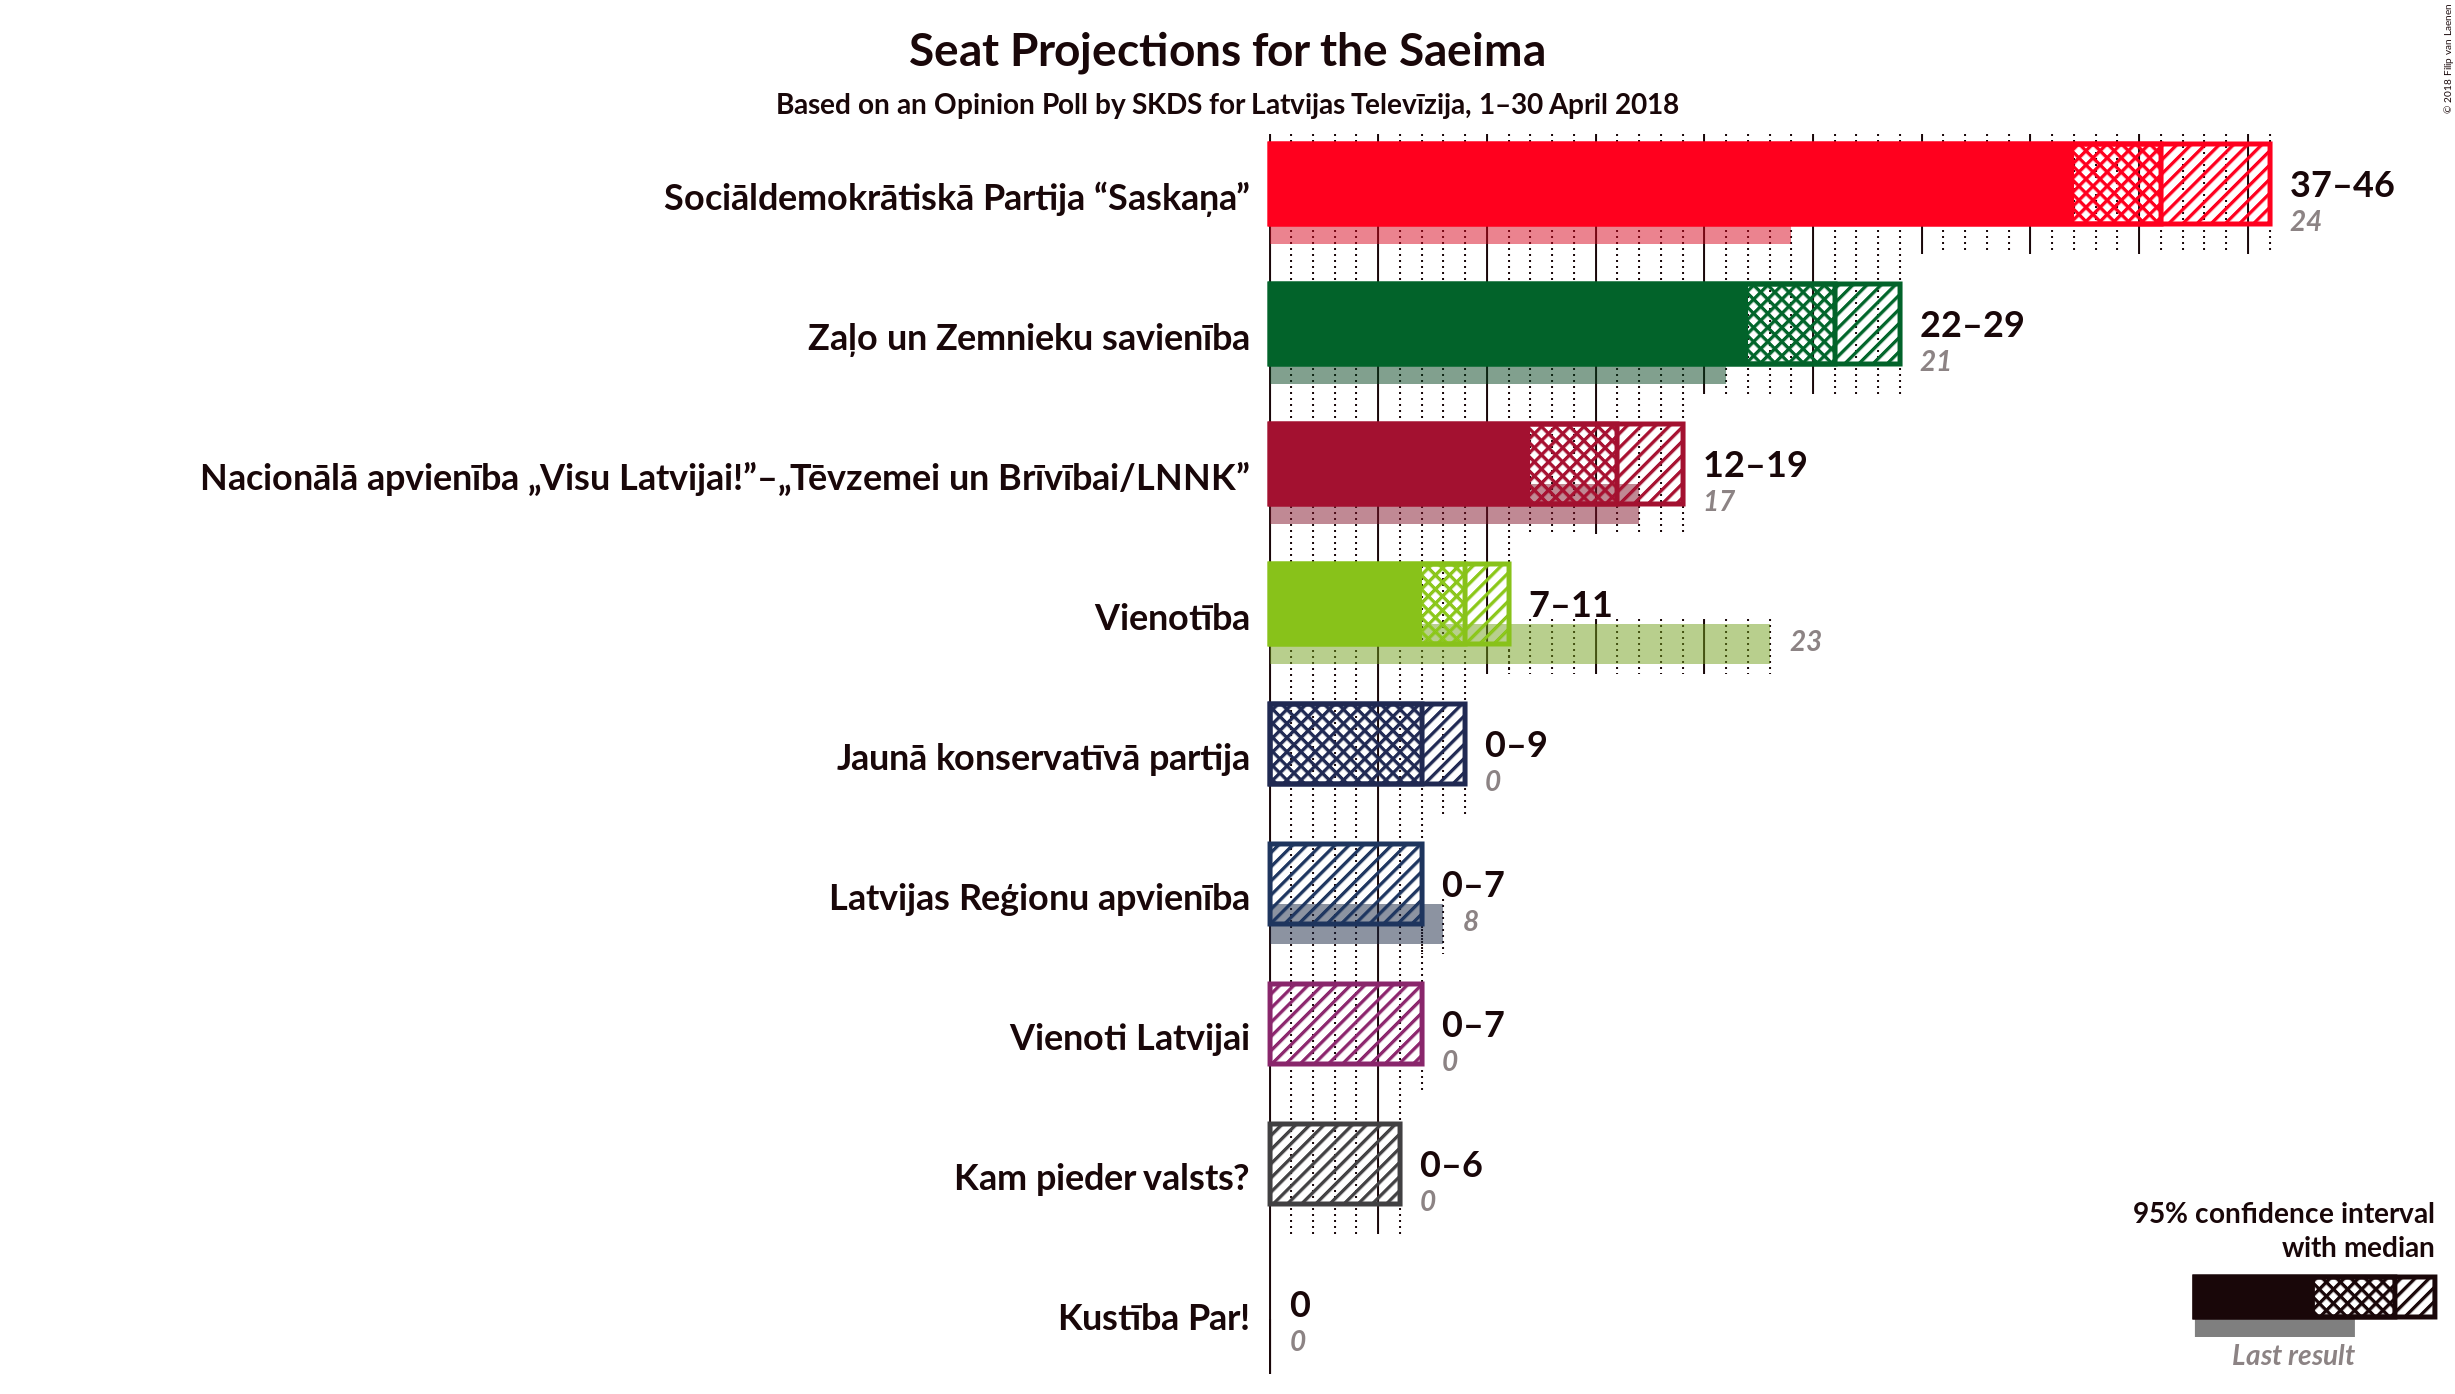 © 2018 Filip van Laenen
Seat Projections for the Saeima
Based on an Opinion Poll by SKDS for Latvijas Televīzija, 1–30 April 2018
Sociāldemokrātiskā Partija “Saskaņa”
37–46
24
Zaļo un Zemnieku savienība
22–29
21
Nacionālā apvienība „Visu Latvijai!”–„Tēvzemei un Brīvībai/LNNK”
12–19
17
Vienotība
7–11
23
Jaunā konservatīvā partija
0–9
0
Latvijas Reģionu apvienība
0–7
8
Vienoti Latvijai
0–7
0
Kam pieder valsts?
0–6
0
Kustība Par!
0
0
95% confidence interval
with median
Last result